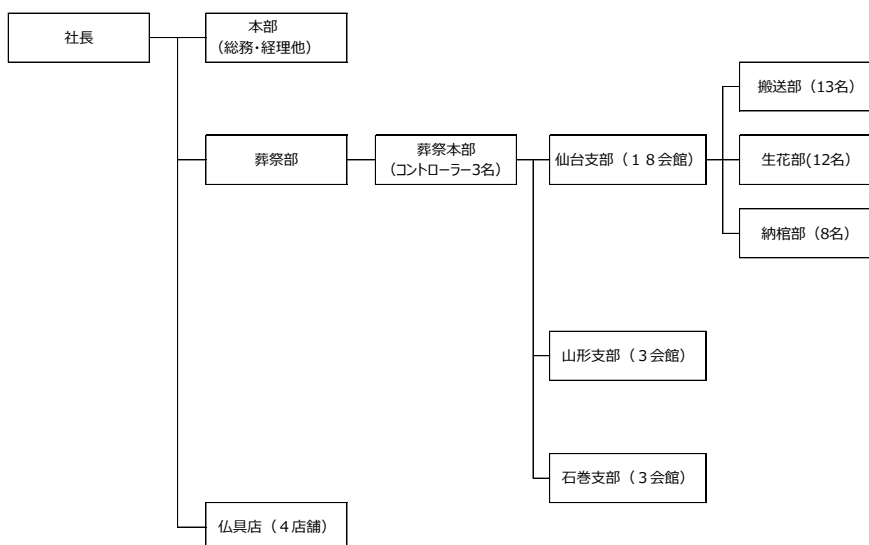 社長
本部
（総務・経理他）
搬送部（13名）
葬祭部
葬祭本部
（コントローラー3名）
仙台支部（１８会館）
生花部(12名）
納棺部（8名）
山形支部（３会館）
石巻支部（３会館）
仏具店（４店舗）